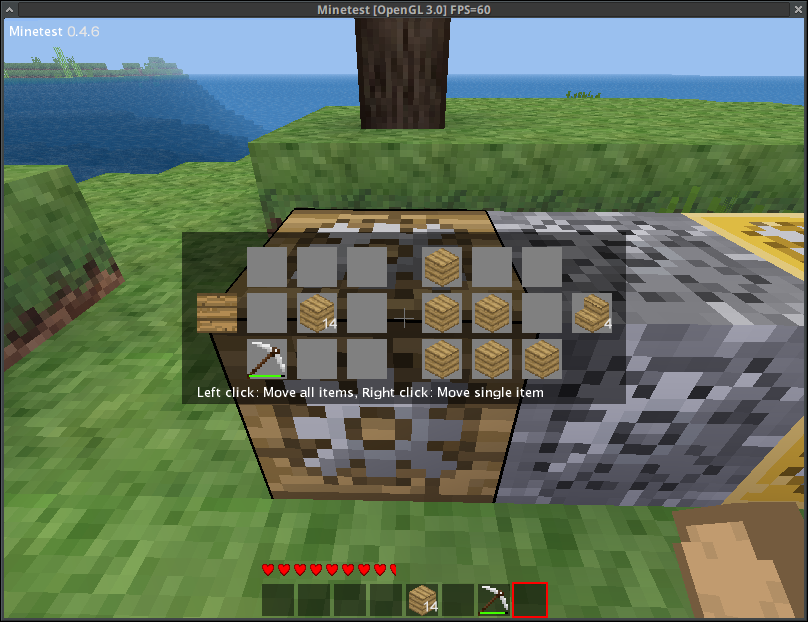 Minetest [OpenGL 3.0] FPS=60
Minetest 0.4.6
14
4
Left click: Move all items, Right click: Move single item
14